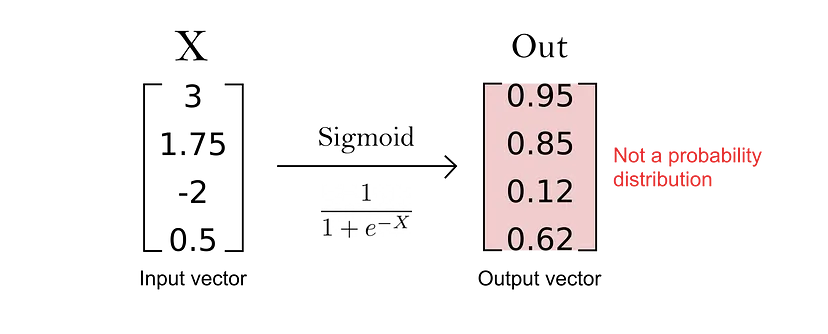 X
3
1.75
-2
0.5
Input vector
Sigmoid
1
1 + e^{-X}
Out
0.95
0.85
0.12
0.62
Output vector
Not a probability
distribution